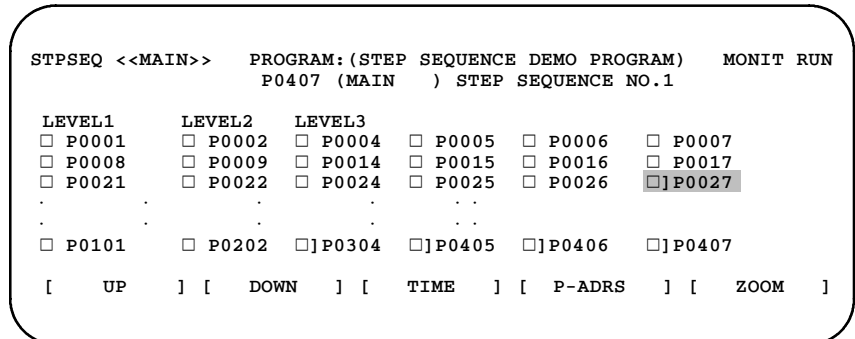 STPSEQ <<MAIN>> PROGRAM:(STEP SEQUENCE DEMO PROGRAM) MONIT RUN
P0407 (MAIN ) STEP SEQUENCE NO.1
LEVEL1 LEVEL2 LEVEL3
□ P0001 □ P0002 □ P0004 □ P0005 □ P0006 □ P0007
□ P0008 □ P0009 □ P0014 □ P0015 □ P0016 □ P0017
□ P0021 □ P0022 □ P0024 □ P0025 □ P0026 □]P0027
. . . . . .
. . . . . .
□ P0101 □ P0202 □]P0304 □]P0405 □]P0406 □]P0407
[ UP ] [ DOWN ] [ TIME ] [ P-ADRS ] [ ZOOM ]